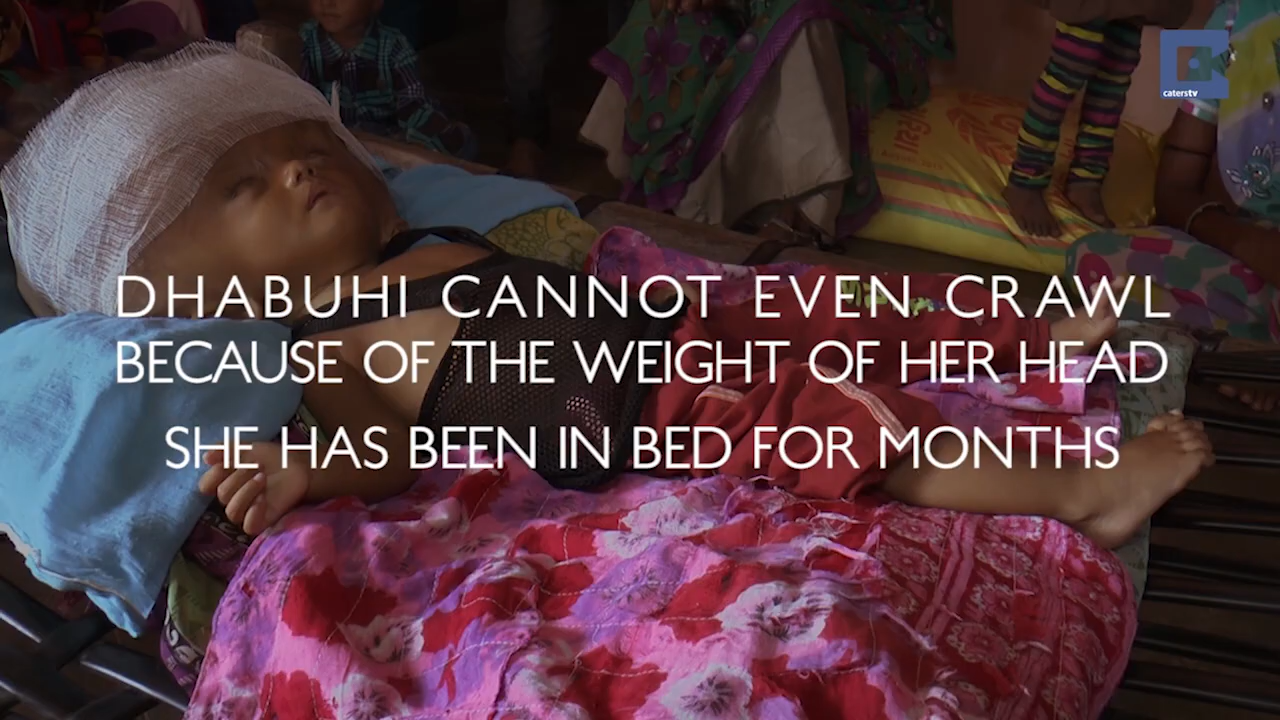 caterstv
DHABUHI CANNOT EVEN CRAWL
BECAUSE OF THE WEIGHT OF HER HEAD
SHE HAS BEEN IN BED FOR MONTHS